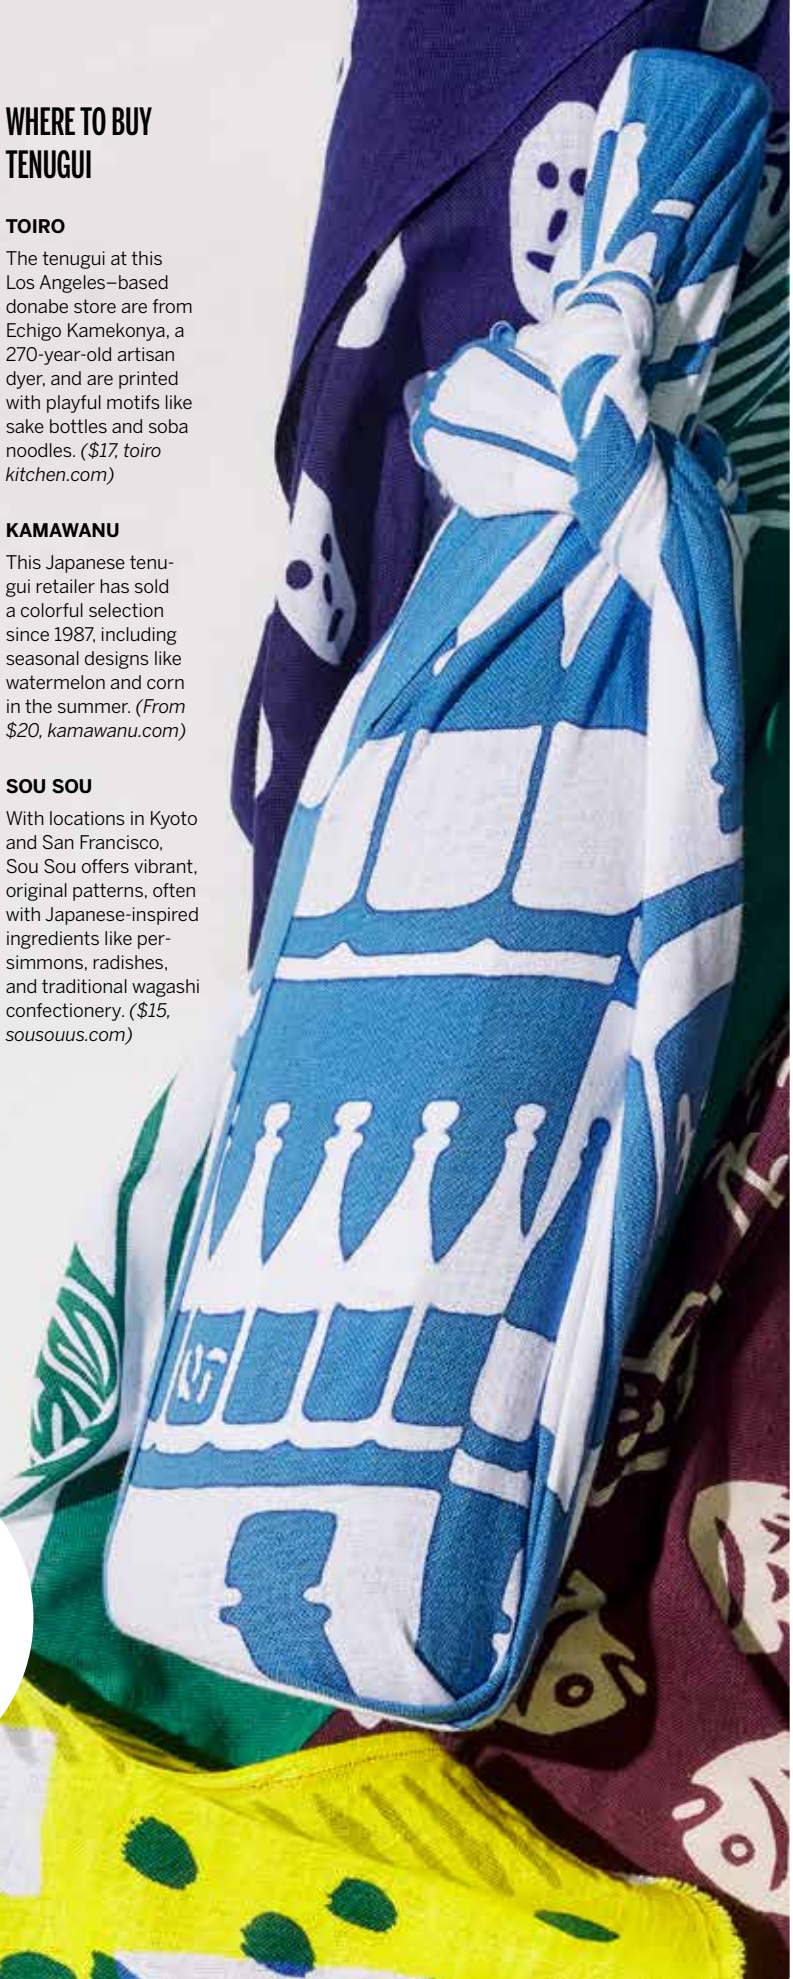 WHERE TO BUY
TENUGUI
TOIRO
The tenugui at this
Los Angeles–based
donabe store are from
Echigo Kamekonya, a
270-year-old artisan
dyer, and are printed
with playful motifs like
sake bottles and soba
noodles. ($17, toiro
kitchen.com)
KAMAWANU
This Japanese tenu-
gui retailer has sold
a colorful selection
since 1987, including
seasonal designs like
watermelon and corn
in the summer. (From
$20, kamawanu.com)
SOU SOU
With locations in Kyoto
and San Francisco,
Sou Sou offers vibrant,
original patterns, often
with Japanese-inspired
ingredients like per-
simmons, radishes,
and traditional wagashi
confectionery. ($15,
sousouus.com)